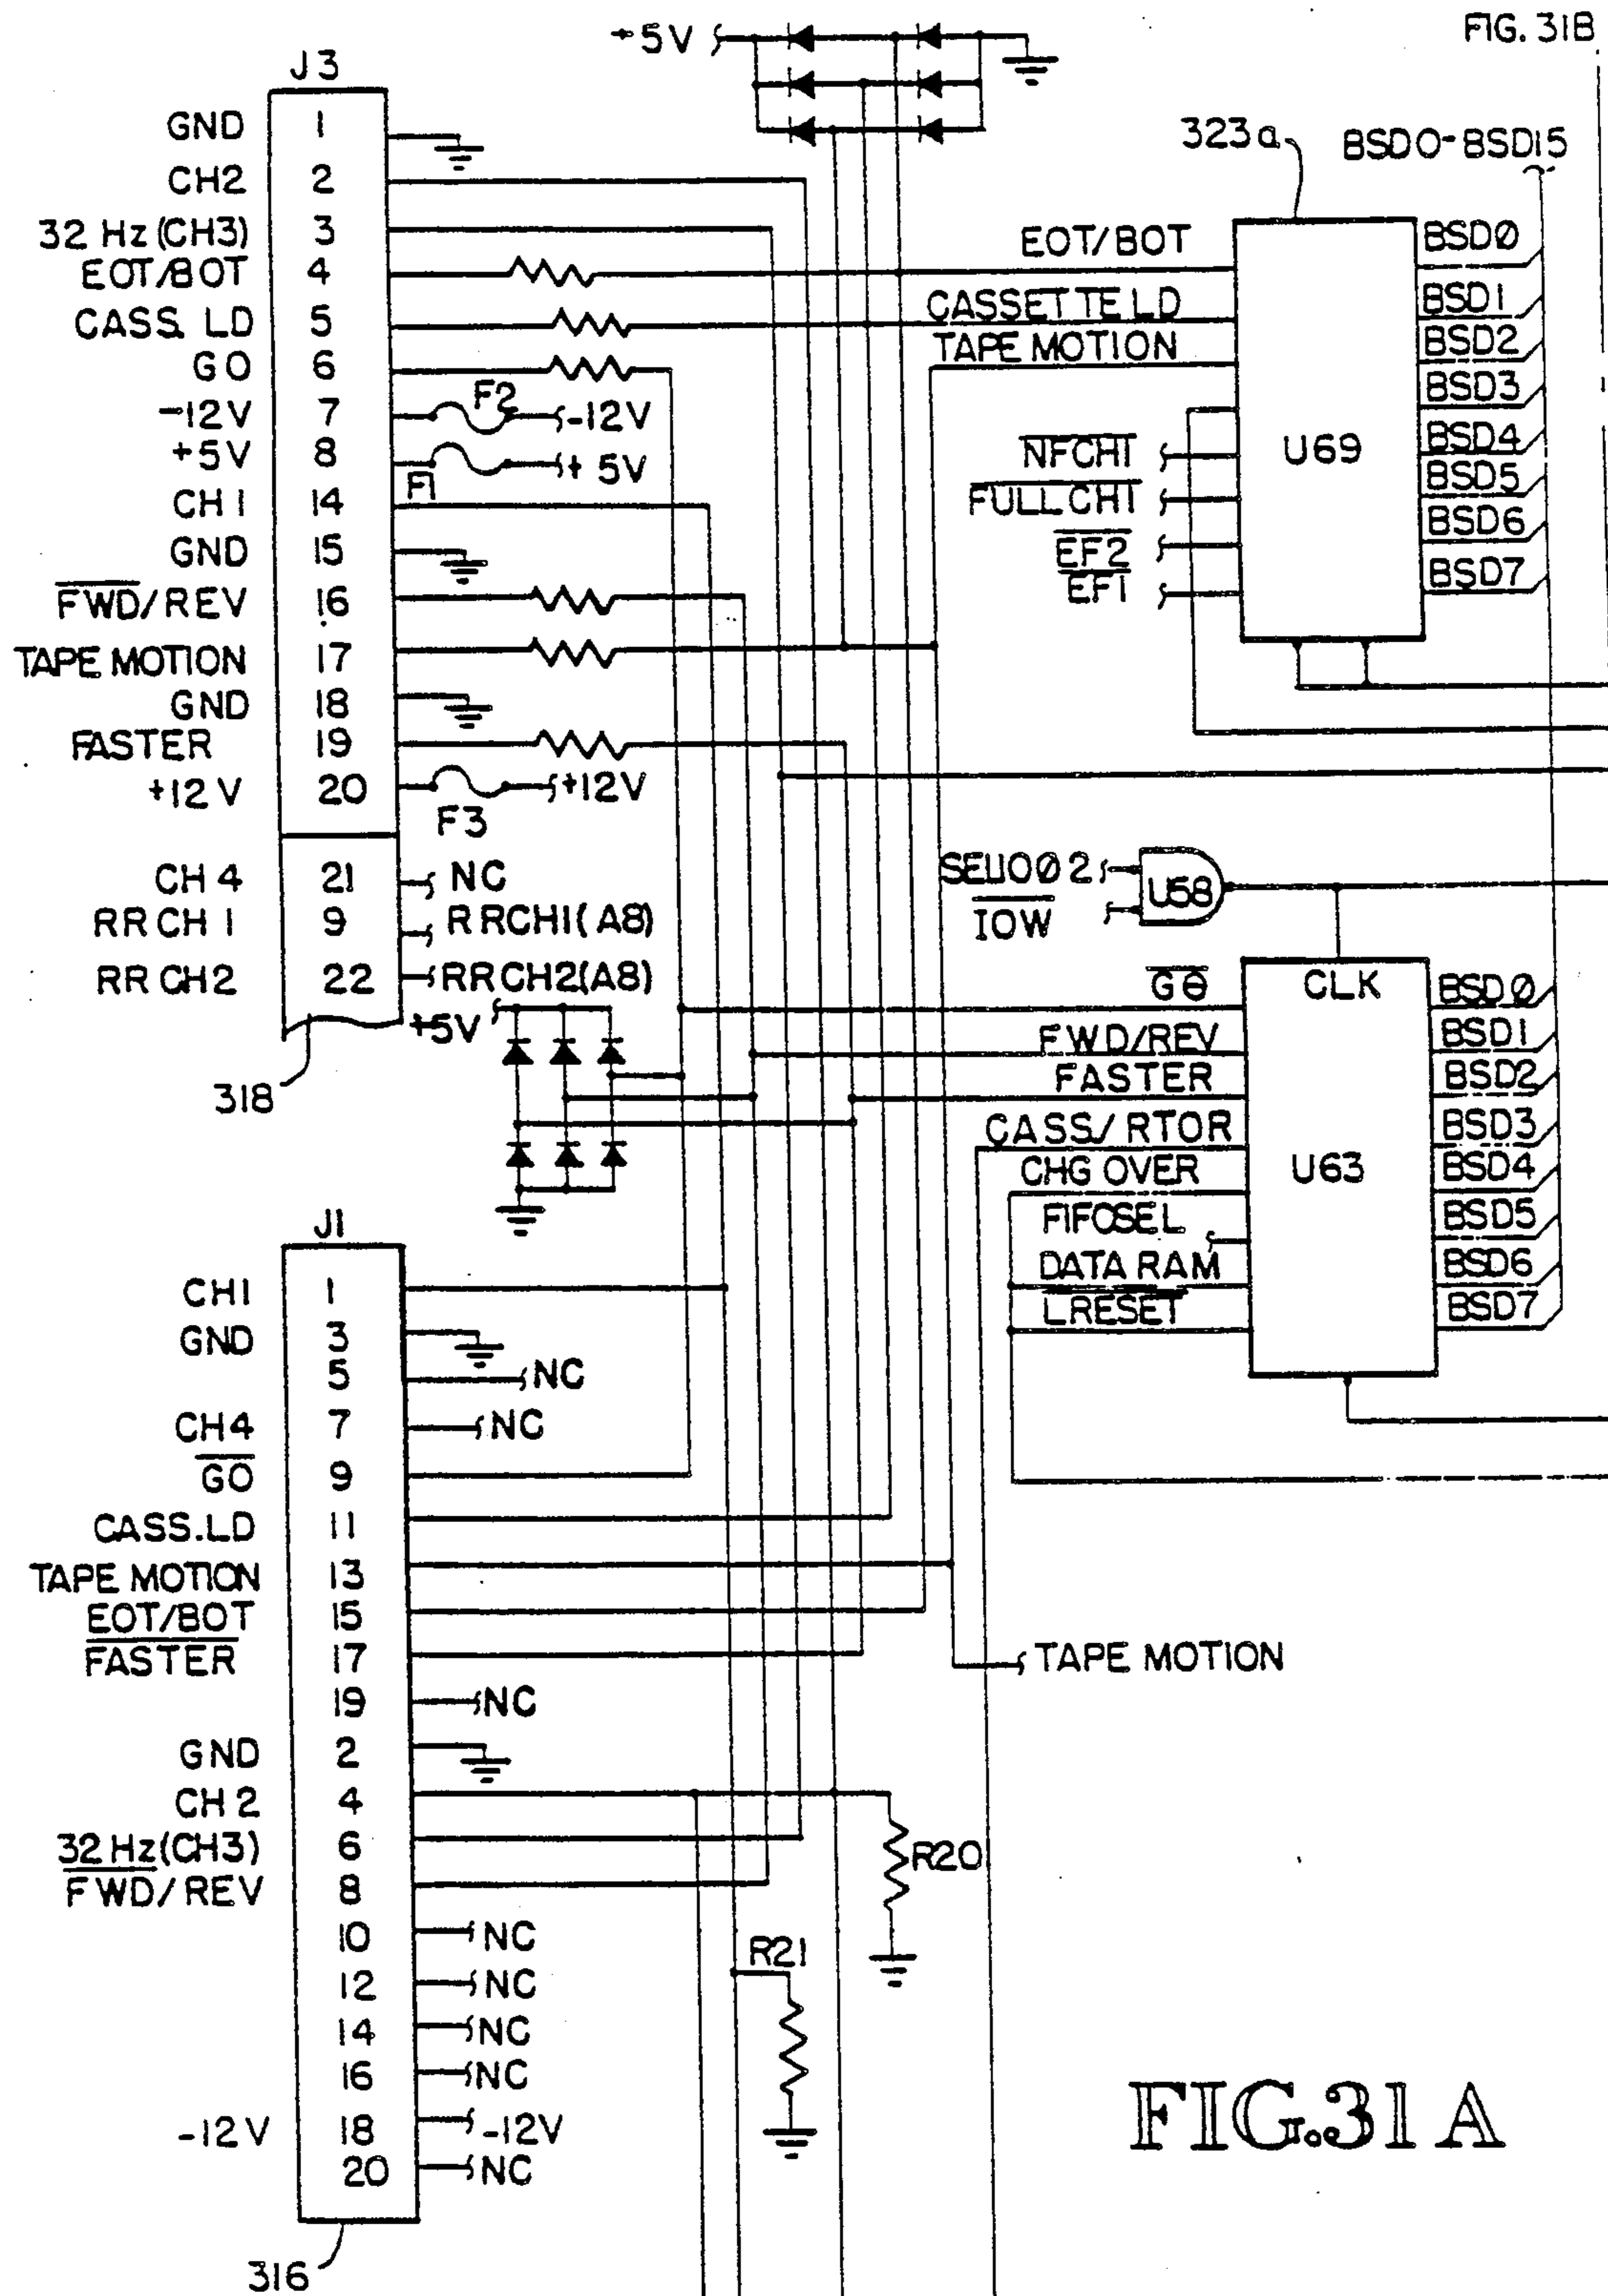 FIG. 31B
+5V
J3
GND 1
CH2 2
32 Hz (CH3) 3
EOT/BOT 4
CASS. LD 5
GO 6
-12V 7 F2 -12V
+5V 8 F1 +5V
CH 1 14
GND 15
FWD/REV 16
TAPE MOTION 17
GND 18
FASTER 19
+12V 20 F3 +12V
CH 4 21 NC
RR CH 1 9 RRCH1(A8)
RR CH2 22 RRCH2(A8)
+5V
318
323a
BSD0-BSD15
EOT/BOT
CASSETTE LD
TAPE MOTION
NFCH1
FULLCH1
EF2
EF1
U69
BSDØ
BSD1
BSD2
BSD3
BSD4
BSD5
BSD6
BSD7
IOW
U58
CLK
FWD/REV
FASTER
CASS/RTOR
CHG OVER
FIFOSEL
DATA RAM
LRESET
U63
BSDØ
BSD1
BSD2
BSD3
BSD4
BSD5
BSD6
BSD7
J1
CH1 1
GND 3
5 NC
CH4 7 NC
GO 9
CASS.LD 11
TAPE MOTION 13
EOT/BOT 15
FASTER 17
TAPE MOTION
19 NC
GND 2
CH 2 4
32 Hz (CH3) 6
FWD/REV 8
R20
10 NC
R21
12 NC
14 NC
16 NC
-12V 18 -12V
20 NC
316
FIG.31A